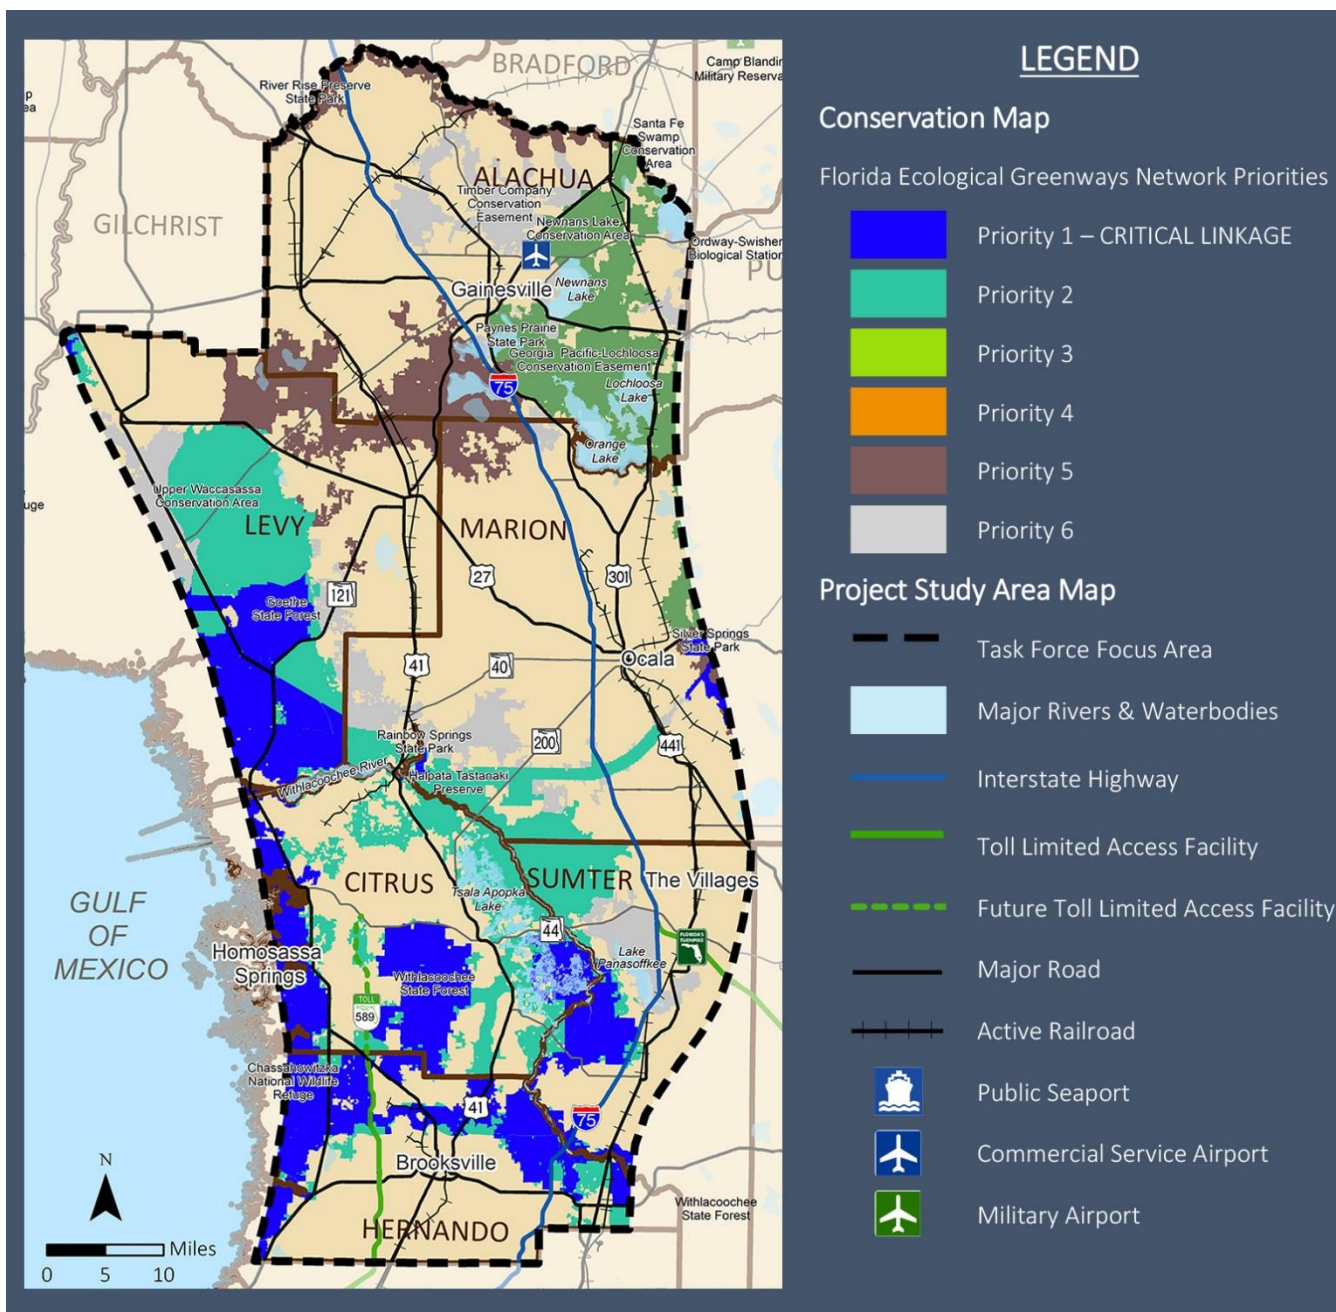 BRADFORD
Camp Blandin
Military Reserva
River Rise Preserve
State Park
Santa Fe
Swamp
Conservation
Area
ALACHUA
Timber Company
Conservation
Easement
GILCHRIST
Newnans Lake
Conservation Area
Ordway-Swisher
Biological Station
PU
Gainesville
Newnans
Lake
Paynes Prairie
State Park
Georgia Pacific-Lochloosa
Conservation Easement
75
Lochloosa
Lake
Orange
Lake
Upper Waccasassa
Conservation Area
uge
LEVY
MARION
27
301
121
Goethe
State Forest
Silver Springs
State Park
41
40
Ocala
Rainbow Springs
State Park
200
441
Withlacoochee River
Halpata Tastanaki
Preserve
CITRUS
SUMTER
The Villages
Tsala Apopka
Lake
44
FLORIDA'S
TURNPIKE
GULF
OF
MEXICO
Homosassa
Springs
Lake
Panasoffkee
Withlacoochee
State Forest
TOLL
589
Chassahowitzka
National Wildlife
Refuge
41
75
Brooksville
Withlacoochee
State Forest
HERNANDO
N
Miles
0 5 10
LEGEND
Conservation Map
Florida Ecological Greenways Network Priorities
Priority 1 – CRITICAL LINKAGE
Priority 2
Priority 3
Priority 4
Priority 5
Priority 6
Project Study Area Map
Task Force Focus Area
Major Rivers & Waterbodies
Interstate Highway
Toll Limited Access Facility
Future Toll Limited Access Facility
Major Road
Active Railroad
Public Seaport
Commercial Service Airport
Military Airport